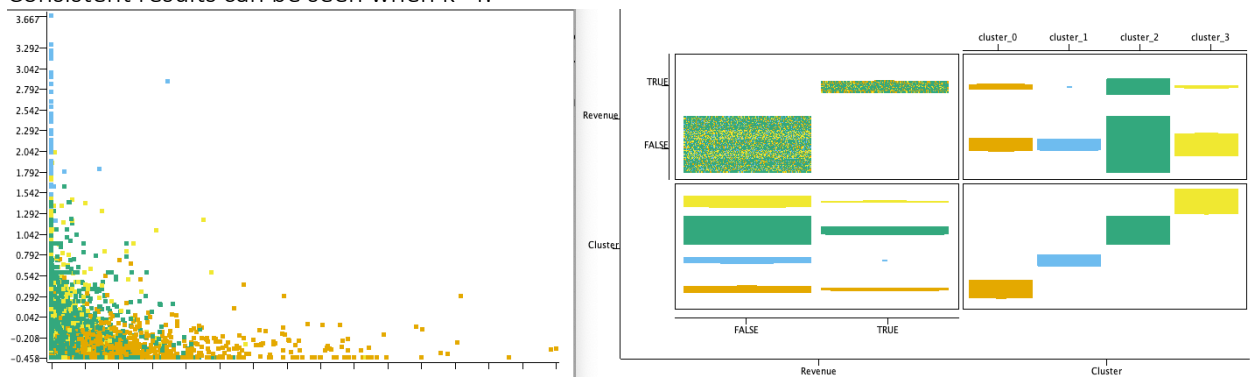 3.667
3.292
3.042
2.792
2.542
2.292
2.042
1.792
1.542
1.292
1.042
0.792
0.542
0.292
0.042
-0.208
-0.458
cluster_0 cluster_1 cluster_2 cluster_3
TRUE
Revenue
FALSE
Cluster
FALSE TRUE
Revenue Cluster